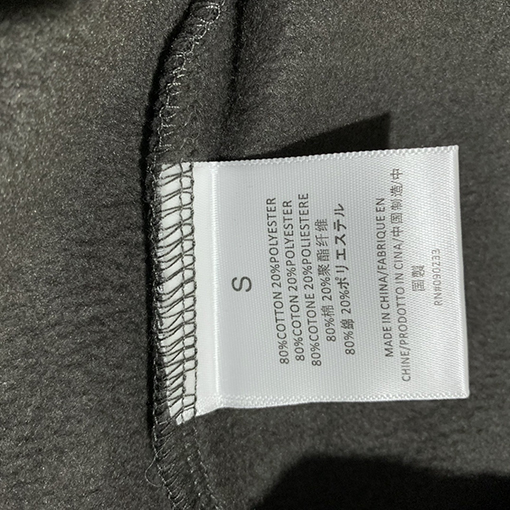 S
80%COTTON 20%POLYESTER
80%COTON 20%POLYESTER
80%COTONE 20%POLIESTERE
80%棉 20%聚酯纤维
80%錦 20%ポリエステル
MADE IN CHINA/FABRIQUE EN
CHINE/PRODOTTO IN CINA/中国制造/中
国製
RN#030233